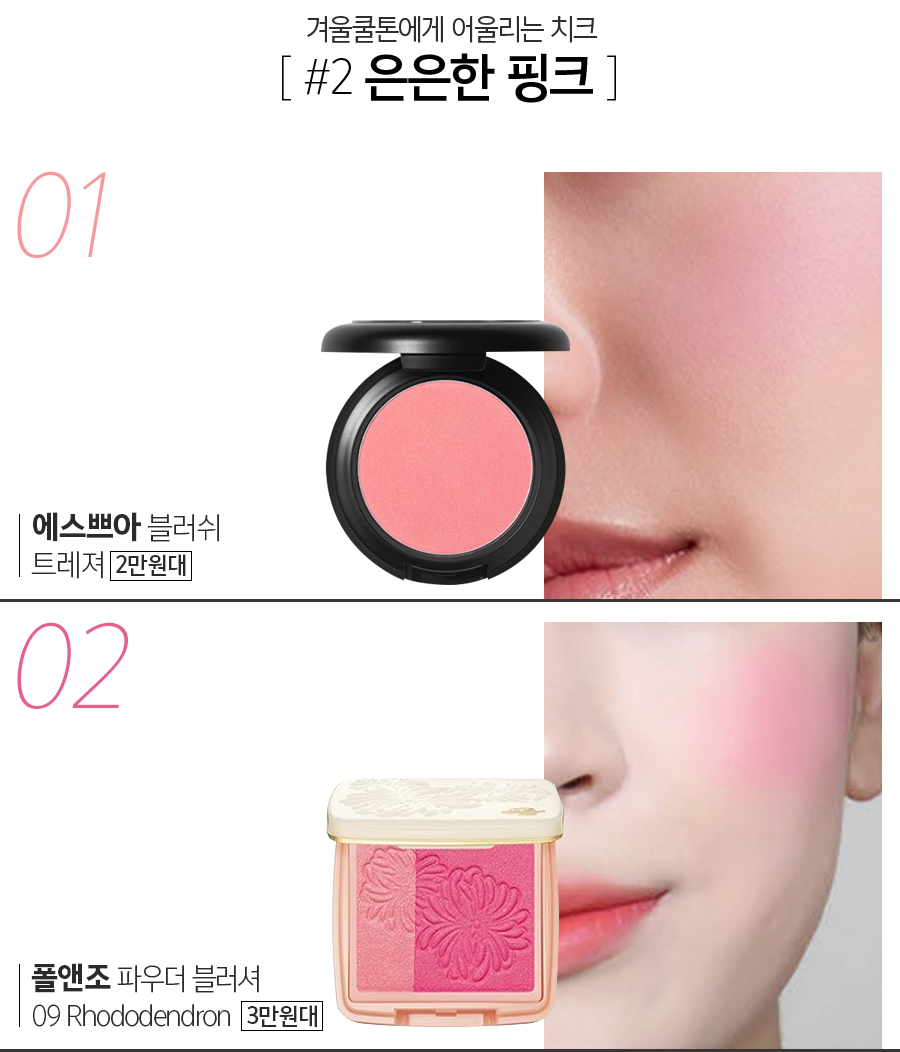 겨울쿨톤에게 어울리는 치크
[ #2 은은한 핑크 ]
01
에스쁘아 블러쉬
트레져 2만원대
02
폴앤조 파우더 블러셔
09 Rhododendron 3만원대